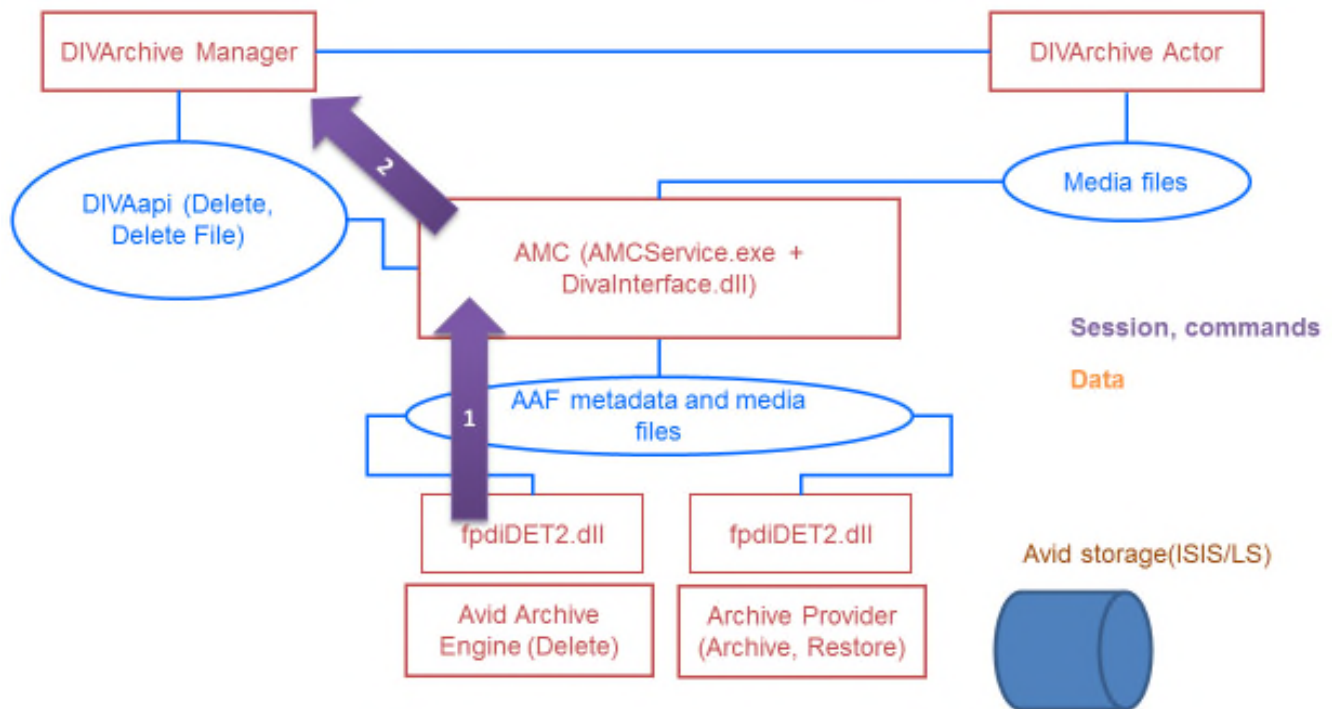 DIVArchive Manager
DIVArchive Actor
2
DIVAapi (Delete,
Delete File)
Media files
AMC (AMCService.exe +
DivaInterface.dll)
Session, commands
Data
1
AAF metadata and media
files
fpdiDET2.dll
fpdiDET2.dll
Avid storage(ISIS/LS)
Avid Archive
Engine (Delete)
Archive Provider
(Archive, Restore)